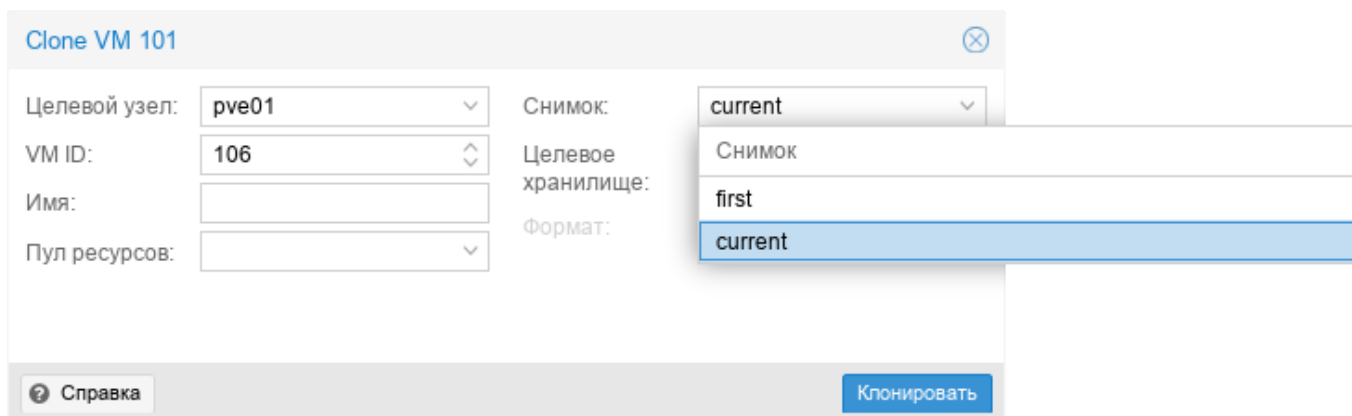 Clone VM 101
Целевой узел: pve01
VM ID: 106
Имя:
Пул ресурсов:
Снимок: current
Целевое
хранилище:
Формат:
Снимок
first
current
Справка
Клонировать